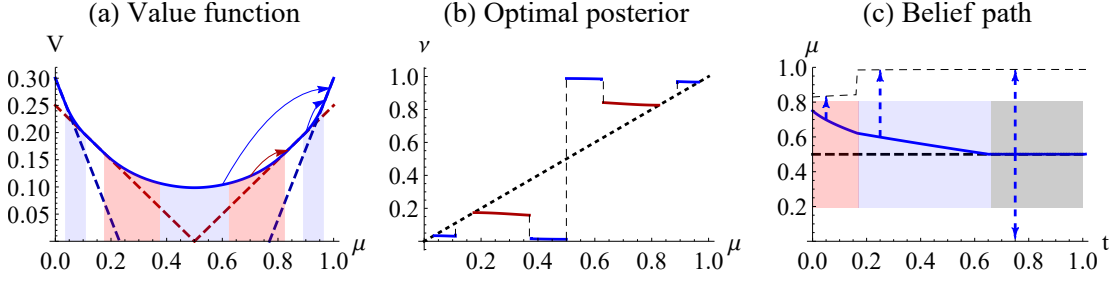 (a) Value function
V
0.30
0.25
0.20
0.15
0.10
0.05
0.0 0.2 0.4 0.6 0.8 1.0 μ
(b) Optimal posterior
ν
1.0
0.8
0.6
0.4
0.2
0.2 0.4 0.6 0.8 1.0 μ
(c) Belief path
μ
1.0
0.8
0.6
0.4
0.2
0.0 0.2 0.4 0.6 0.8 1.0 t